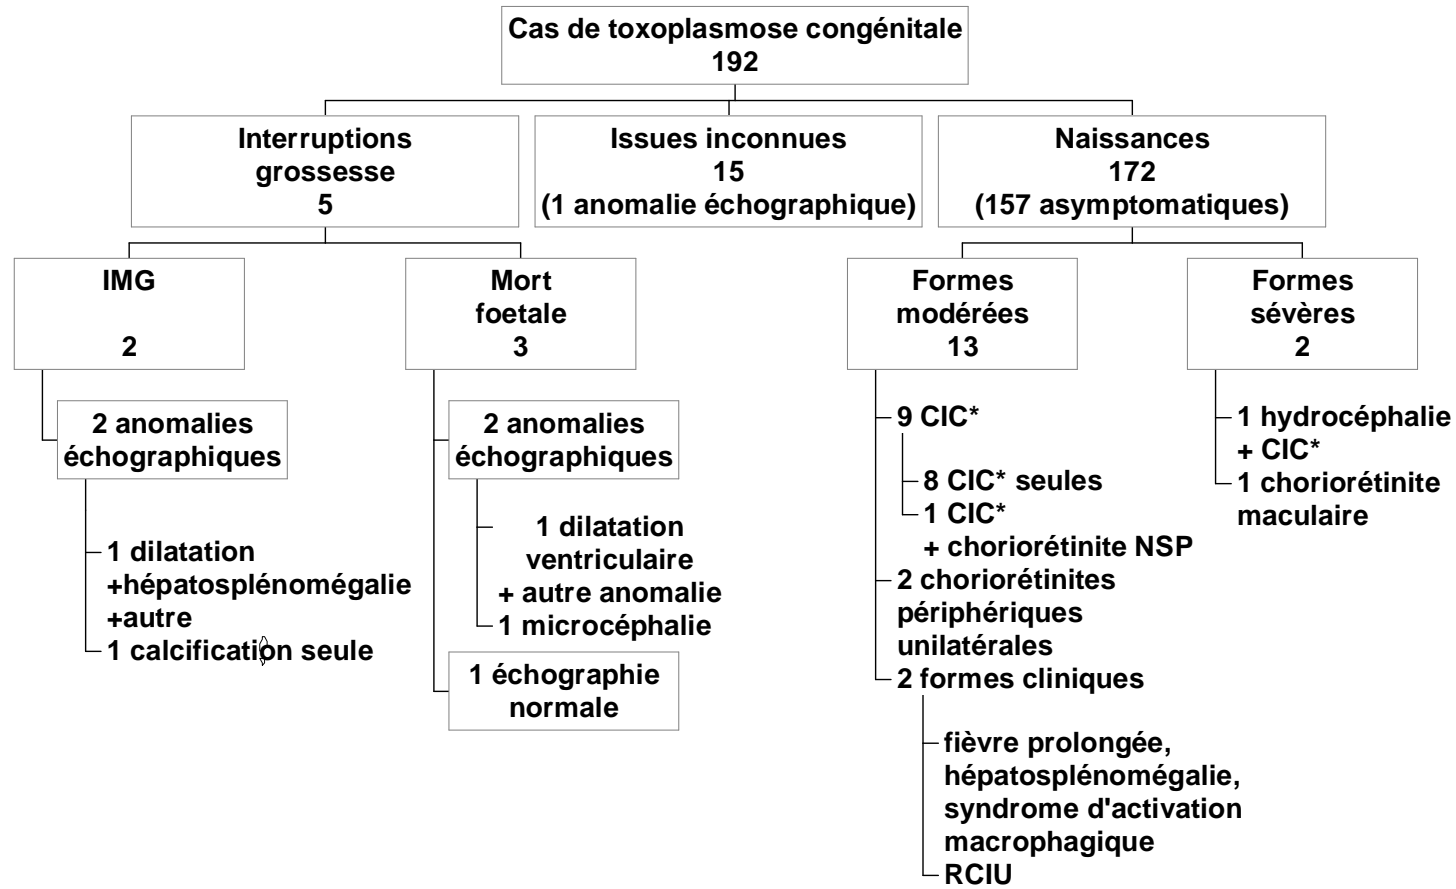 Cas de toxoplasmose congénitale
192
Interruptions
grossesse
5
Issues inconnues
15
(1 anomalie échographique)
Naissances
172
(157 asymptomatiques)
IMG
2
Mort
foetale
3
Formes
modérées
13
Formes
sévères
2
2 anomalies
échographiques
1 dilatation
+hépatosplénomégalie
+autre
1 calcification seule
2 anomalies
échographiques
1 dilatation
ventriculaire
+ autre anomalie
1 microcéphalie
1 échographie
normale
9 CIC*
8 CIC* seules
1 CIC*
+ choriorétinite NSP
2 choriorétinites
périphériques
unilatérales
2 formes cliniques
fièvre prolongée,
hépatosplénomégalie,
syndrome d'activation
macrophagique
RCIU
1 hydrocéphalie
+ CIC*
1 choriorétinite
maculaire